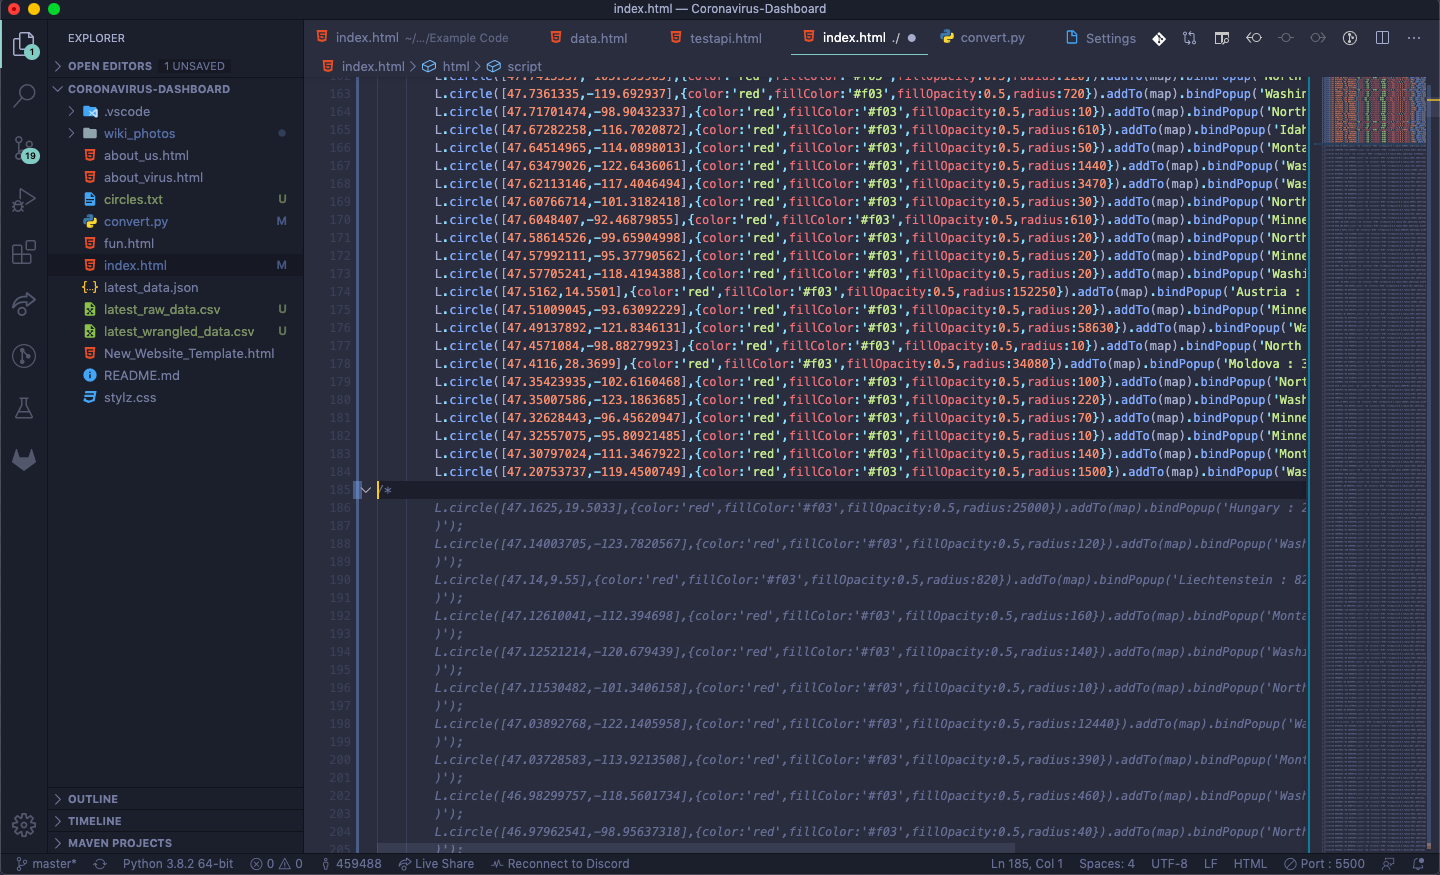 index.html — Coronavirus-Dashboard
EXPLORER
index.html ~/.../Example Code
data.html
testapi.html
index.html ./
convert.py
Settings
OPEN EDITORS 1 UNSAVED
index.html > html > script
CORONAVIRUS-DASHBOARD
.vscode
wiki_photos
about_us.html
about_virus.html
circles.txt U
convert.py M
fun.html
index.html M
latest_data.json
latest_raw_data.csv U
latest_wrangled_data.csv U
New_Website_Template.html
README.md
stylz.css
OUTLINE
TIMELINE
MAVEN PROJECTS
1
19
163 L.circle([47.7361335,-119.692937],{color:'red',fillColor:'#f03',fillOpacity:0.5,radius:720}).addTo(map).bindPopup('Washin
164 L.circle([47.71701474,-98.90432337],{color:'red',fillColor:'#f03',fillOpacity:0.5,radius:10}).addTo(map).bindPopup('North
165 L.circle([47.67282258,-116.7020872],{color:'red',fillColor:'#f03',fillOpacity:0.5,radius:610}).addTo(map).bindPopup('Idah
166 L.circle([47.64514965,-114.0898013],{color:'red',fillColor:'#f03',fillOpacity:0.5,radius:50}).addTo(map).bindPopup('Monta
167 L.circle([47.63479026,-122.6436061],{color:'red',fillColor:'#f03',fillOpacity:0.5,radius:1440}).addTo(map).bindPopup('Was
168 L.circle([47.62113146,-117.4046494],{color:'red',fillColor:'#f03',fillOpacity:0.5,radius:3470}).addTo(map).bindPopup('Was
169 L.circle([47.60766714,-101.3182418],{color:'red',fillColor:'#f03',fillOpacity:0.5,radius:30}).addTo(map).bindPopup('North
170 L.circle([47.6048407,-92.46879855],{color:'red',fillColor:'#f03',fillOpacity:0.5,radius:610}).addTo(map).bindPopup('Minne
171 L.circle([47.58614526,-99.65904998],{color:'red',fillColor:'#f03',fillOpacity:0.5,radius:20}).addTo(map).bindPopup('North
172 L.circle([47.57992111,-95.37790562],{color:'red',fillColor:'#f03',fillOpacity:0.5,radius:20}).addTo(map).bindPopup('Minne
173 L.circle([47.57705241,-118.4194388],{color:'red',fillColor:'#f03',fillOpacity:0.5,radius:20}).addTo(map).bindPopup('Washi
174 L.circle([47.5162,14.5501],{color:'red',fillColor:'#f03',fillOpacity:0.5,radius:152250}).addTo(map).bindPopup('Austria :
175 L.circle([47.51009045,-93.63092229],{color:'red',fillColor:'#f03',fillOpacity:0.5,radius:20}).addTo(map).bindPopup('Minne
176 L.circle([47.49137892,-121.8346131],{color:'red',fillColor:'#f03',fillOpacity:0.5,radius:58630}).addTo(map).bindPopup('Wa
177 L.circle([47.4571084,-98.88279923],{color:'red',fillColor:'#f03',fillOpacity:0.5,radius:10}).addTo(map).bindPopup('North
178 L.circle([47.4116,28.3699],{color:'red',fillColor:'#f03',fillOpacity:0.5,radius:34080}).addTo(map).bindPopup('Moldova : 3
179 L.circle([47.35423935,-102.6160468],{color:'red',fillColor:'#f03',fillOpacity:0.5,radius:100}).addTo(map).bindPopup('Nort
180 L.circle([47.35007586,-123.1863685],{color:'red',fillColor:'#f03',fillOpacity:0.5,radius:220}).addTo(map).bindPopup('Wash
181 L.circle([47.32628443,-96.45620947],{color:'red',fillColor:'#f03',fillOpacity:0.5,radius:70}).addTo(map).bindPopup('Minne
182 L.circle([47.32557075,-95.80921485],{color:'red',fillColor:'#f03',fillOpacity:0.5,radius:10}).addTo(map).bindPopup('Minne
183 L.circle([47.30797024,-111.3467922],{color:'red',fillColor:'#f03',fillOpacity:0.5,radius:140}).addTo(map).bindPopup('Mont
184 L.circle([47.20753737,-119.4500749],{color:'red',fillColor:'#f03',fillOpacity:0.5,radius:1500}).addTo(map).bindPopup('Was
185 /*
186 L.circle([47.1625,19.5033],{color:'red',fillColor:'#f03',fillOpacity:0.5,radius:25000}).addTo(map).bindPopup('Hungary : 2
187 )');
188 L.circle([47.14003705,-123.7820567],{color:'red',fillColor:'#f03',fillOpacity:0.5,radius:120}).addTo(map).bindPopup('Wash
189 )');
190 L.circle([47.14,9.55],{color:'red',fillColor:'#f03',fillOpacity:0.5,radius:820}).addTo(map).bindPopup('Liechtenstein : 82
191 )');
192 L.circle([47.12610041,-112.394698],{color:'red',fillColor:'#f03',fillOpacity:0.5,radius:160}).addTo(map).bindPopup('Monta
193 )');
194 L.circle([47.12521214,-120.679439],{color:'red',fillColor:'#f03',fillOpacity:0.5,radius:140}).addTo(map).bindPopup('Washi
195 )');
196 L.circle([47.11530482,-101.3406158],{color:'red',fillColor:'#f03',fillOpacity:0.5,radius:10}).addTo(map).bindPopup('North
197 )');
198 L.circle([47.03892768,-122.1405958],{color:'red',fillColor:'#f03',fillOpacity:0.5,radius:12440}).addTo(map).bindPopup('Wa
199 )');
200 L.circle([47.03728583,-113.9213508],{color:'red',fillColor:'#f03',fillOpacity:0.5,radius:390}).addTo(map).bindPopup('Mont
201 )');
202 L.circle([46.98299757,-118.5601734],{color:'red',fillColor:'#f03',fillOpacity:0.5,radius:460}).addTo(map).bindPopup('Wash
203 )');
204 L.circle([46.97962541,-98.95637318],{color:'red',fillColor:'#f03',fillOpacity:0.5,radius:40}).addTo(map).bindPopup('North
205 )');
master* Python 3.8.2 64-bit 0 0 459488 Live Share Reconnect to Discord Ln 185, Col 1 Spaces: 4 UTF-8 LF HTML Port : 5500